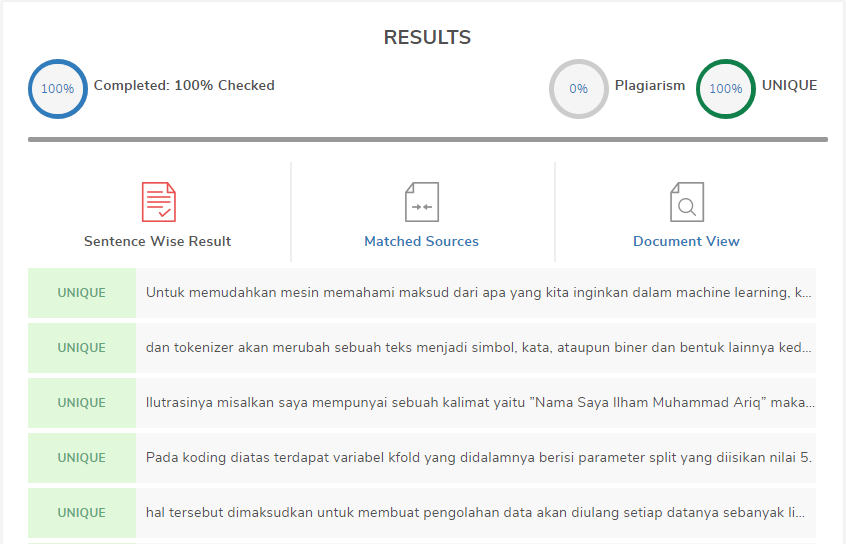 RESULTS
100% Completed: 100% Checked 0% Plagiarism 100% UNIQUE
Sentence Wise Result Matched Sources Document View
UNIQUE Untuk memudahkan mesin memahami maksud dari apa yang kita inginkan dalam machine learning, k...
UNIQUE dan tokenizer akan merubah sebuah teks menjadi simbol, kata, ataupun biner dan bentuk lainnya ked...
UNIQUE Ilutrasinya misalkan saya mempunyai sebuah kalimat yaitu ”Nama Saya Ilham Muhammad Ariq” maka...
UNIQUE Pada koding diatas terdapat variabel kfold yang didalamnya berisi parameter split yang diisikan nilai 5.
UNIQUE hal tersebut dimaksudkan untuk membuat pengolahan data akan diulang setiap datanya sebanyak li...